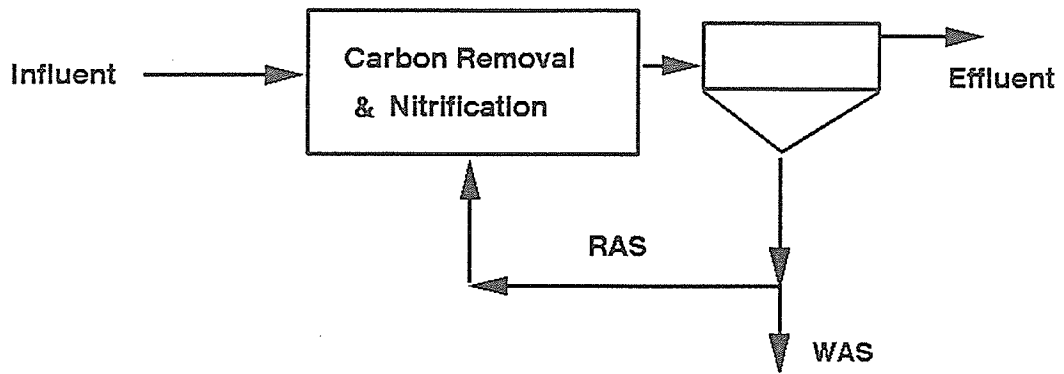 Influent
Carbon Removal
& Nitrification
Effluent
RAS
WAS